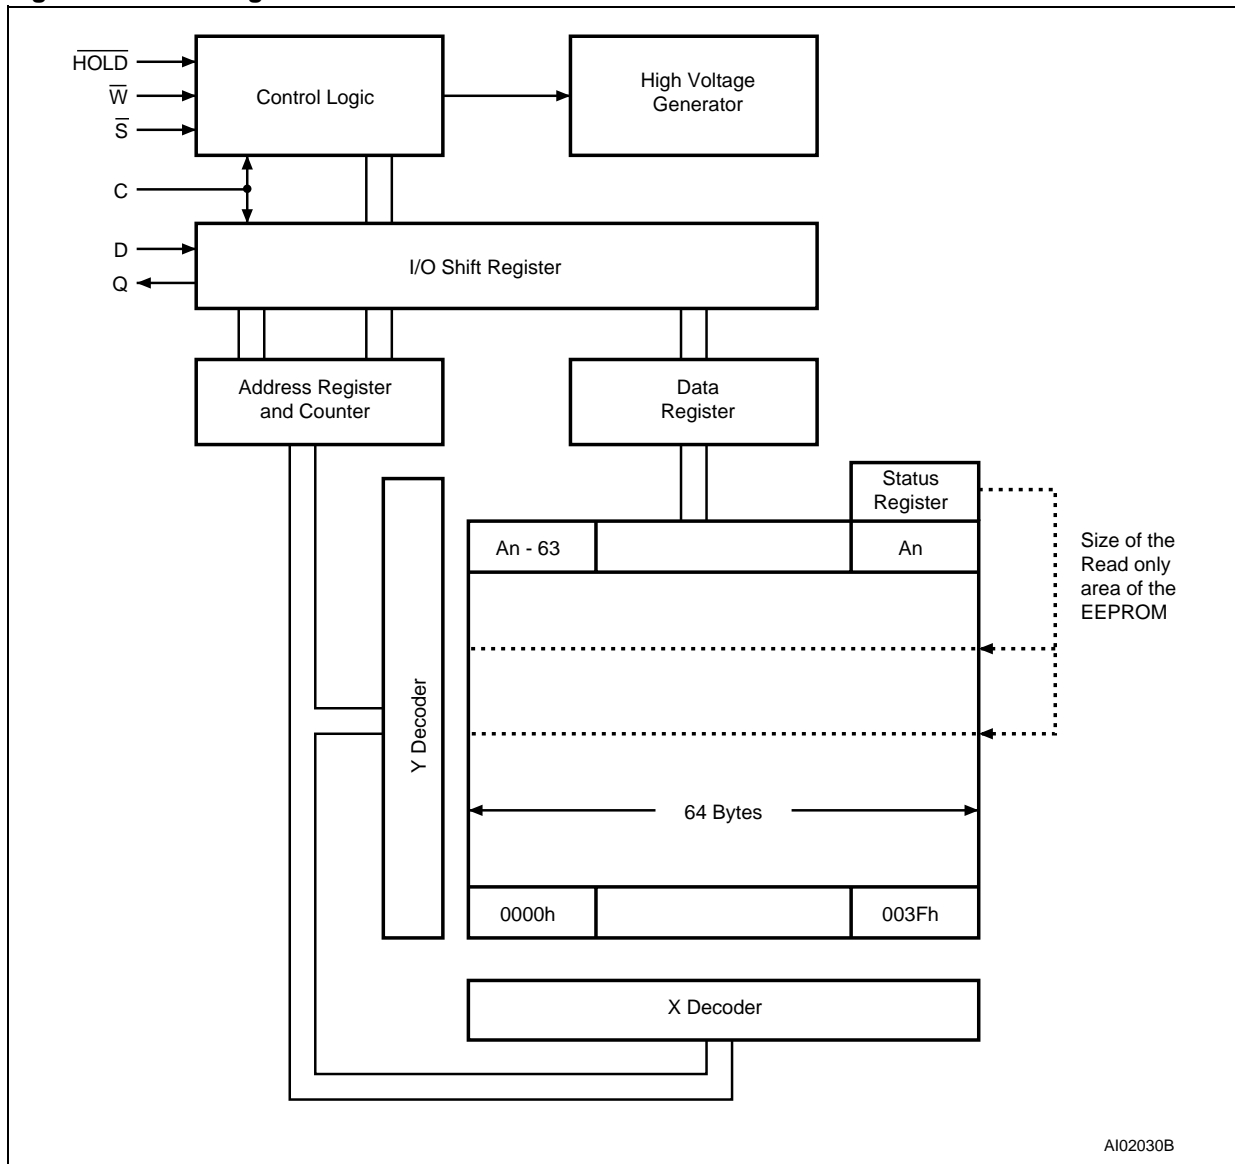 HOLD
W
S
C
D
Q
Control Logic
High Voltage
Generator
I/O Shift Register
Address Register
and Counter
Data
Register
Status
Register
An - 63
An
Size of the
Read only
area of the
EEPROM
Y Decoder
64 Bytes
0000h
003Fh
X Decoder
AI02030B